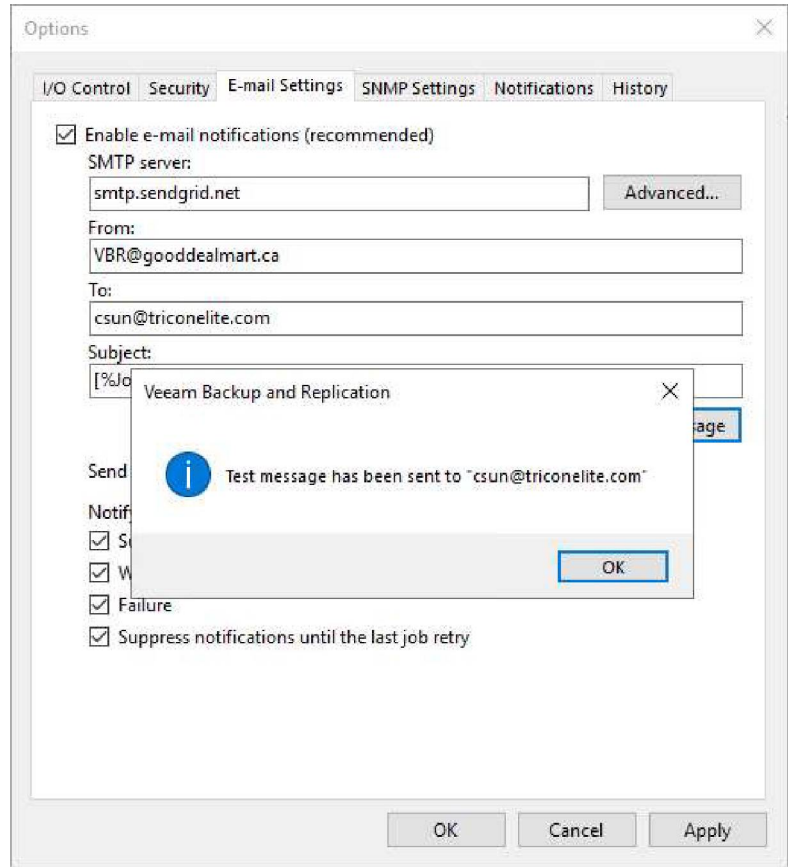 Options
I/O Control Security E-mail Settings SNMP Settings Notifications History
Enable e-mail notifications (recommended)
SMTP server:
smtp.sendgrid.net Advanced...
From:
VBR@gooddealmart.ca
To:
csun@triconelite.com
Subject:
[%Jo
Veeam Backup and Replication
sage
Send
Test message has been sent to "csun@triconelite.com"
Notify
OK
Failure
Suppress notifications until the last job retry
OK Cancel Apply